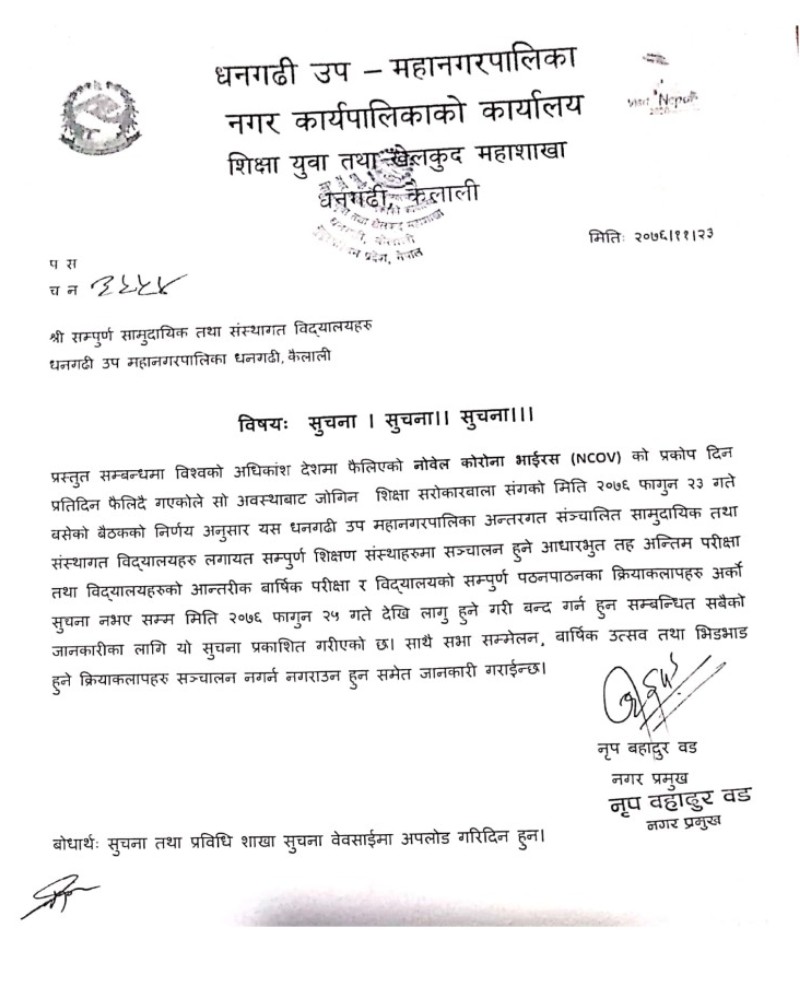 धनगढी उप – महानगरपालिका
नगर कार्यपालिकाको कार्यालय
शिक्षा युवा तथा खेलकुद महाशाखा
धनगढी, कैलाली
Visit Nepal
2020
प्रदेश, नेपाल
मितिः २०७६।११।२३
प स
च न
श्री सम्पुर्ण सामुदायिक तथा संस्थागत विद्यालयहरु
धनगढी उप महानगरपालिका धनगढी, कैलाली
विषयः सुचना । सुचना।। सुचना।।।
प्रस्तुत सम्बन्धमा विश्वको अधिकांश देशमा फैलिएको नोवेल कोरोना भाईरस (NCOV) को प्रकोप दिन
प्रतिदिन फैलिदै गएकोले सो अवस्थाबाट जोगिन शिक्षा सरोकारबाला संगको मिति २०७६ फागुन २३ गते
बसेको बैठकको निर्णय अनुसार यस धनगढी उप महानगरपालिका अन्तरगत संञ्चालित सामुदायिक तथा
संस्थागत विद्यालयहरु लगायत सम्पुर्ण शिक्षण संस्थाहरुमा सञ्चालन हुने आधारभुत तह अन्तिम परीक्षा
तथा विद्यालयहरुको आन्तरीक बार्षिक परीक्षा र विद्यालयको सम्पुर्ण पठनपाठनका क्रियाकलापहरु अर्को
सुचना नभए सम्म मिति २०७६ फागुन २५ गते देखि लागु हुने गरी बन्द गर्न हुन सम्बन्धित सबैको
जानकारीका लागि यो सुचना प्रकाशित गरीएको छ। साथै सभा सम्मेलन, बार्षिक उत्सव तथा भिडभाड
हुने क्रियाकलापहरु सञ्चालन नगर्न नगराउन हुन समेत जानकारी गराईन्छ।
नृप बहादुर वड
नगर प्रमुख
नृप वहादुर वड
नगर प्रमुख
बोधार्थः सुचना तथा प्रविधि शाखा सुचना वेवसाईमा अपलोड गरिदिन हुन।